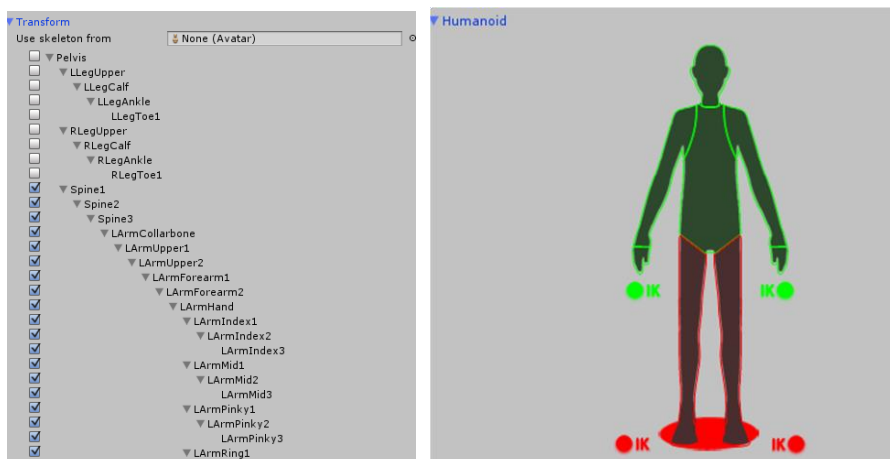 Transform
Use skeleton from
None (Avatar)
Pelvis
LLegUpper
LLegCalf
LLegAnkle
LLegToe1
RLegUpper
RLegCalf
RLegAnkle
RLegToe1
Spine1
Spine2
Spine3
LArmCollarbone
LArmUpper1
LArmUpper2
LArmForearm1
LArmForearm2
LArmHand
LArmIndex1
LArmIndex2
LArmIndex3
LArmMid1
LArmMid2
LArmMid3
LArmPinky1
LArmPinky2
LArmPinky3
LArmRing1
Humanoid
IK
IK
IK
IK